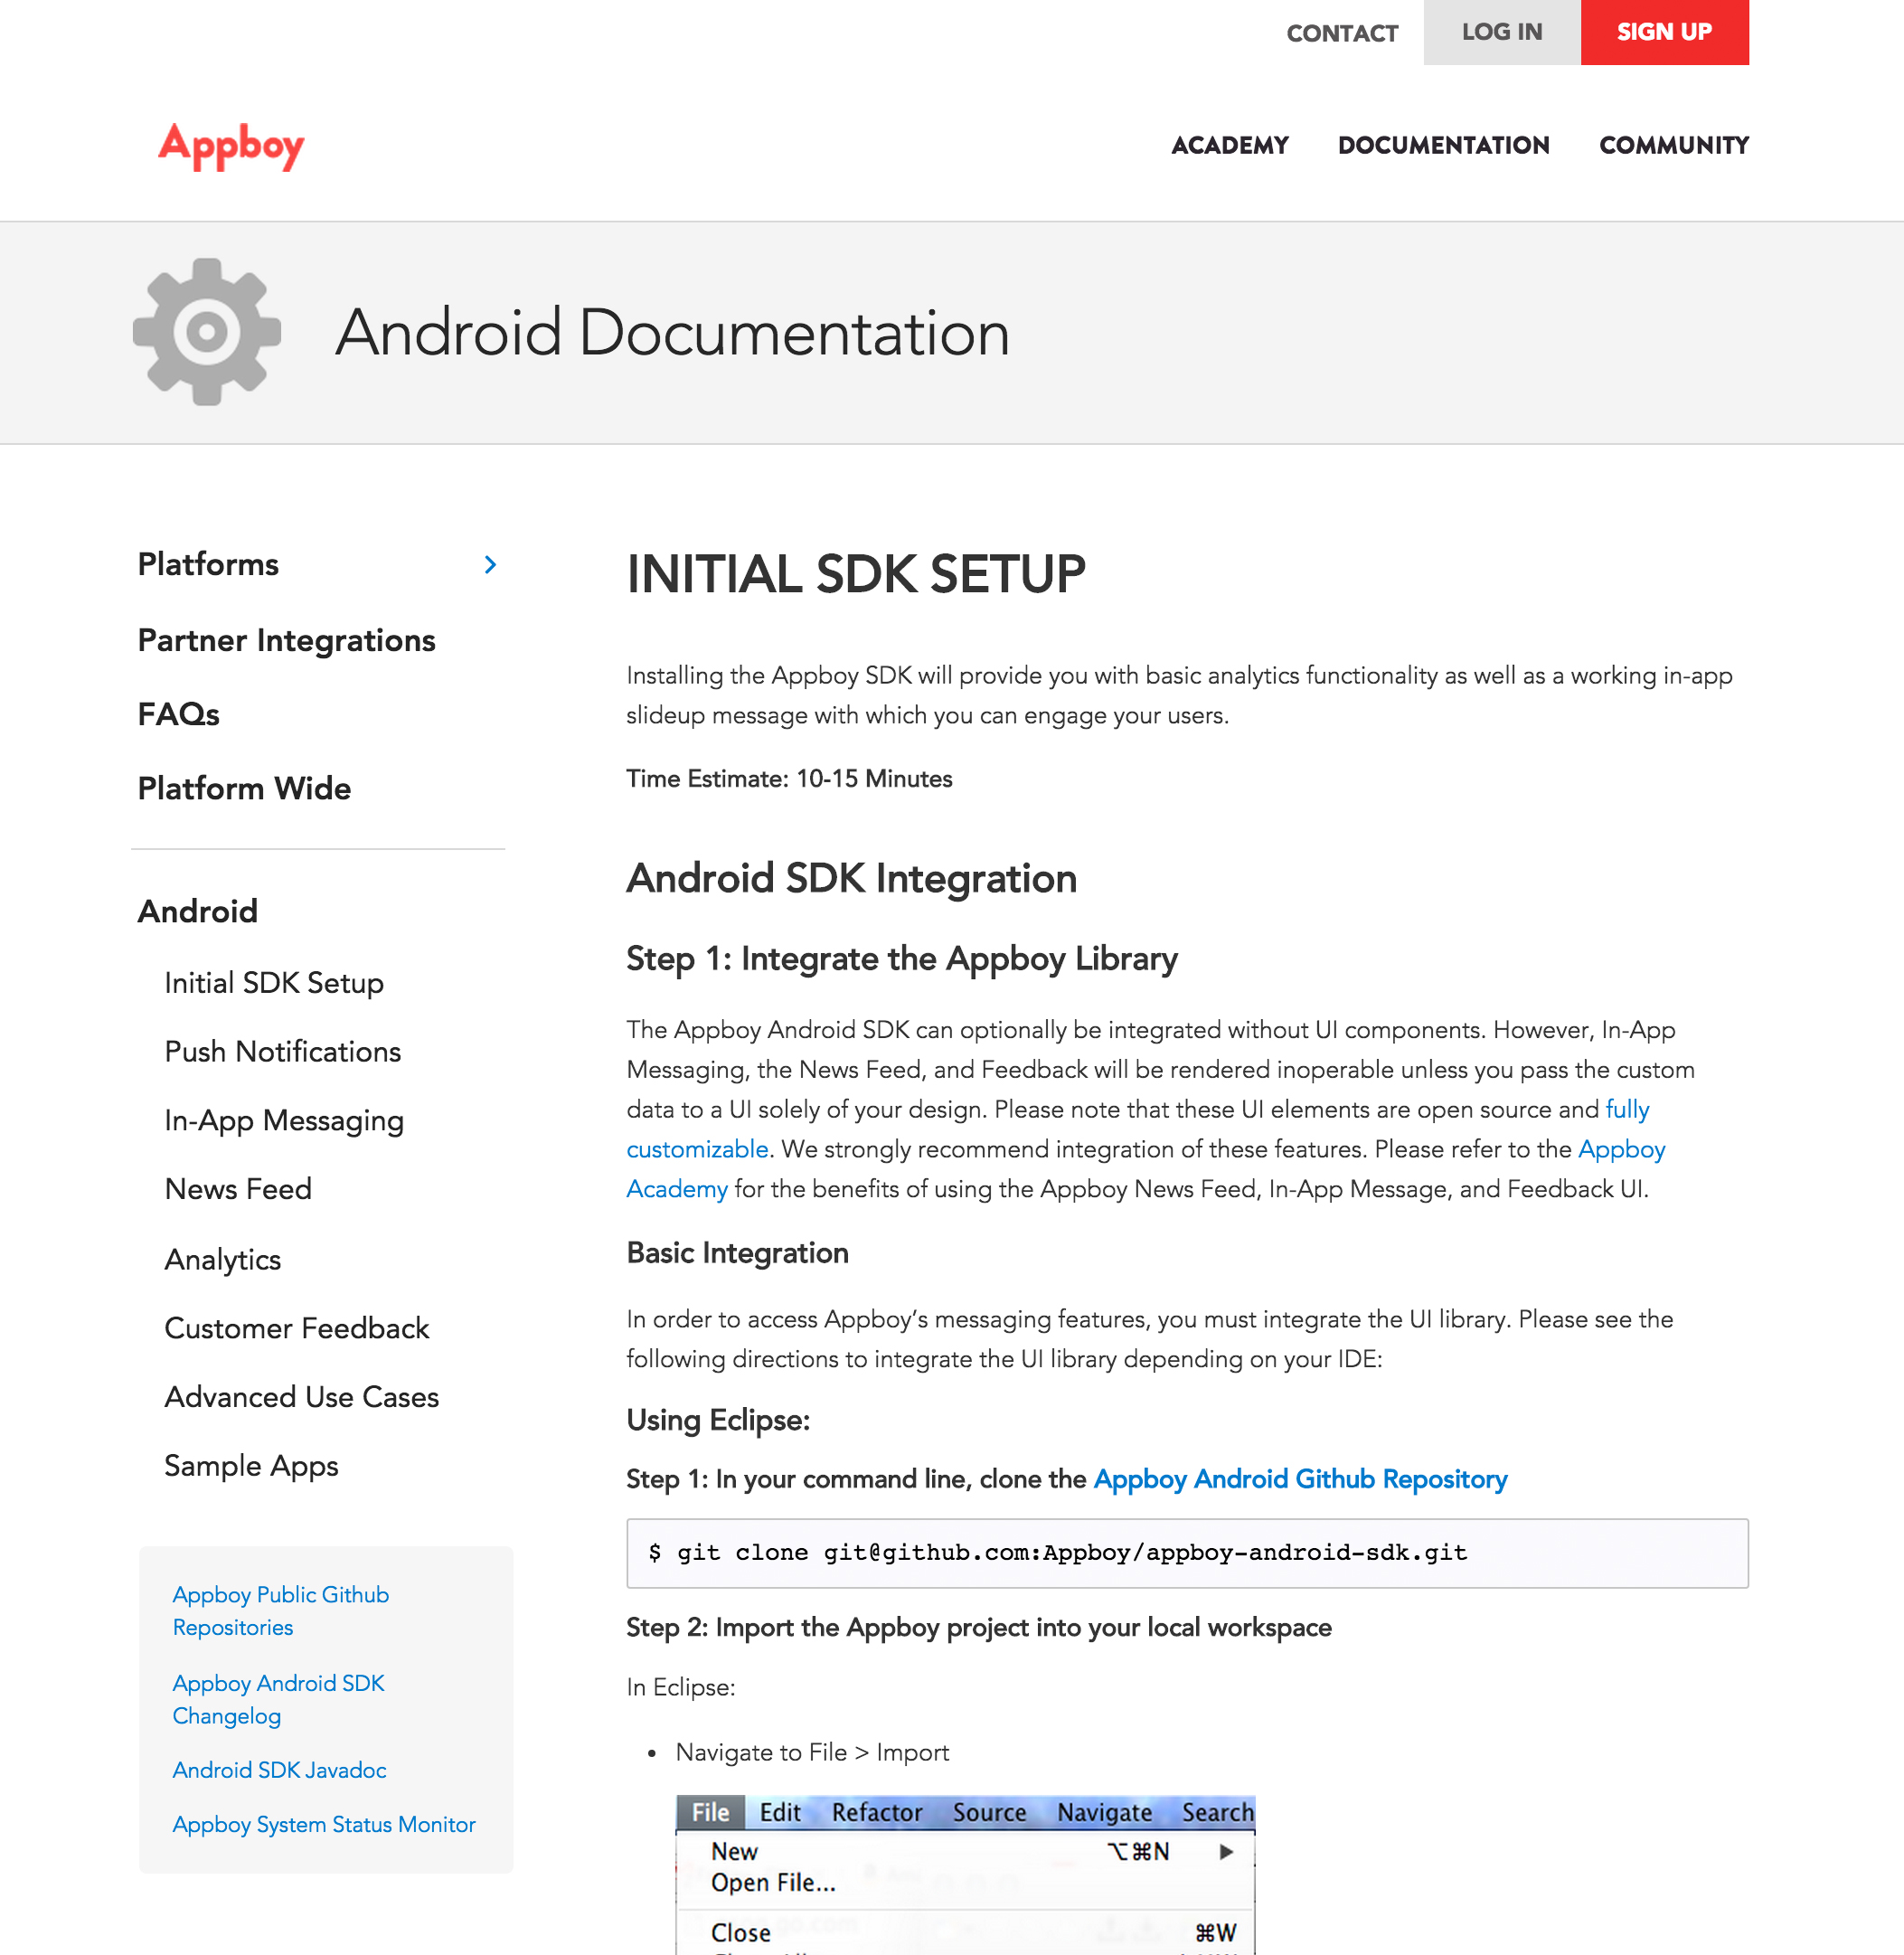 CONTACT
LOG IN
SIGN UP
Appboy
ACADEMY
DOCUMENTATION
COMMUNITY
Android Documentation
Platforms
Partner Integrations
FAQs
Platform Wide
Android
Initial SDK Setup
Push Notifications
In-App Messaging
News Feed
Analytics
Customer Feedback
Advanced Use Cases
Sample Apps
Appboy Public Github
Repositories
Appboy Android SDK
Changelog
Android SDK Javadoc
Appboy System Status Monitor
INITIAL SDK SETUP
Installing the Appboy SDK will provide you with basic analytics functionality as well as a working in-app
slideup message with which you can engage your users.
Time Estimate: 10-15 Minutes
Android SDK Integration
Step 1: Integrate the Appboy Library
The Appboy Android SDK can optionally be integrated without UI components. However, In-App
Messaging, the News Feed, and Feedback will be rendered inoperable unless you pass the custom
data to a UI solely of your design. Please note that these UI elements are open source and fully
customizable. We strongly recommend integration of these features. Please refer to the Appboy
Academy for the benefits of using the Appboy News Feed, In-App Message, and Feedback UI.
Basic Integration
In order to access Appboy’s messaging features, you must integrate the UI library. Please see the
following directions to integrate the UI library depending on your IDE:
Using Eclipse:
Step 1: In your command line, clone the Appboy Android Github Repository
$ git clone git@github.com:Appboy/appboy-android-sdk.git
Step 2: Import the Appboy project into your local workspace
In Eclipse:
• Navigate to File > Import
File Edit Refactor Source Navigate Search
New ⌥⌘N ▶
Open File...
Close ⌘W